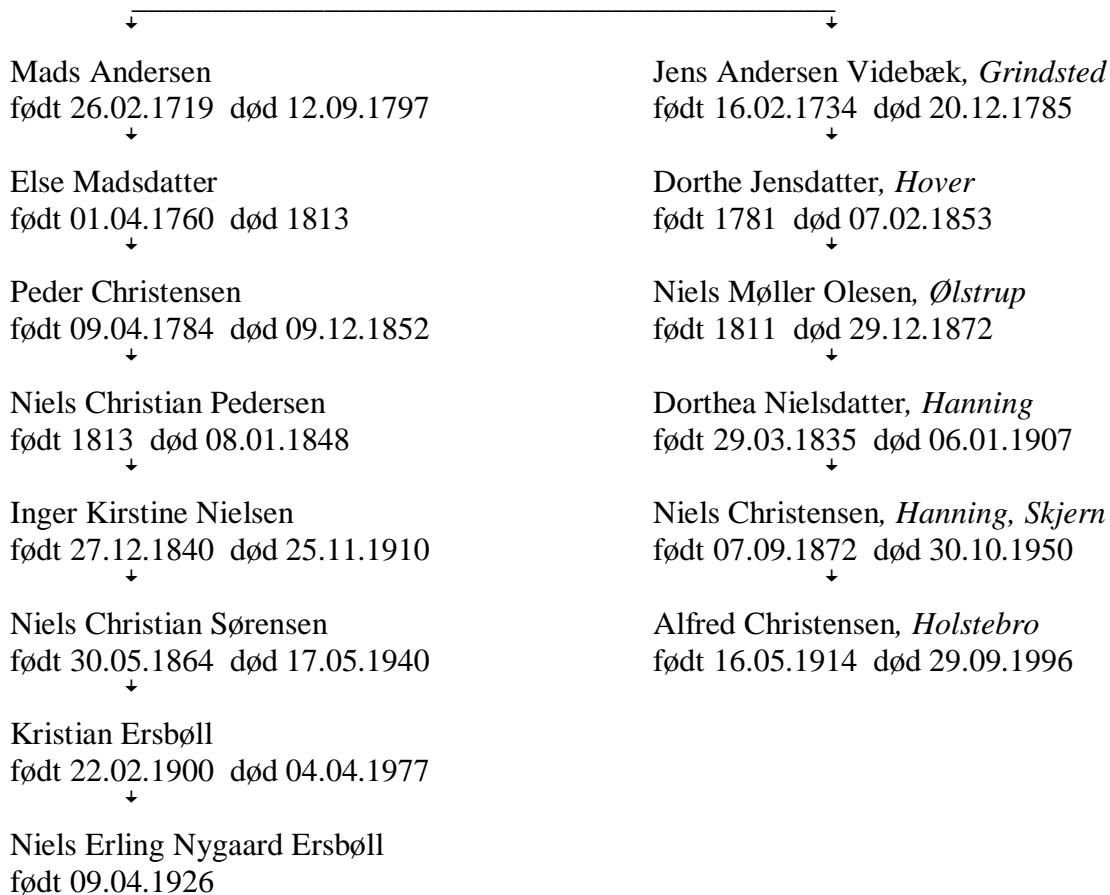 Mads Andersen
født 26.02.1719 død 12.09.1797
Else Madsdatter
født 01.04.1760 død 1813
Peder Christensen
født 09.04.1784 død 09.12.1852
Niels Christian Pedersen
født 1813 død 08.01.1848
Inger Kirstine Nielsen
født 27.12.1840 død 25.11.1910
Niels Christian Sørensen
født 30.05.1864 død 17.05.1940
Kristian Ersbøll
født 22.02.1900 død 04.04.1977
Niels Erling Nygaard Ersbøll
født 09.04.1926
Jens Andersen Videbæk, Grindsted
født 16.02.1734 død 20.12.1785
Dorthe Jensdatter, Hover
født 1781 død 07.02.1853
Niels Møller Olesen, Ølstrup
født 1811 død 29.12.1872
Dorthea Nielsdatter, Hanning
født 29.03.1835 død 06.01.1907
Niels Christensen, Hanning, Skjern
født 07.09.1872 død 30.10.1950
Alfred Christensen, Holstebro
født 16.05.1914 død 29.09.1996